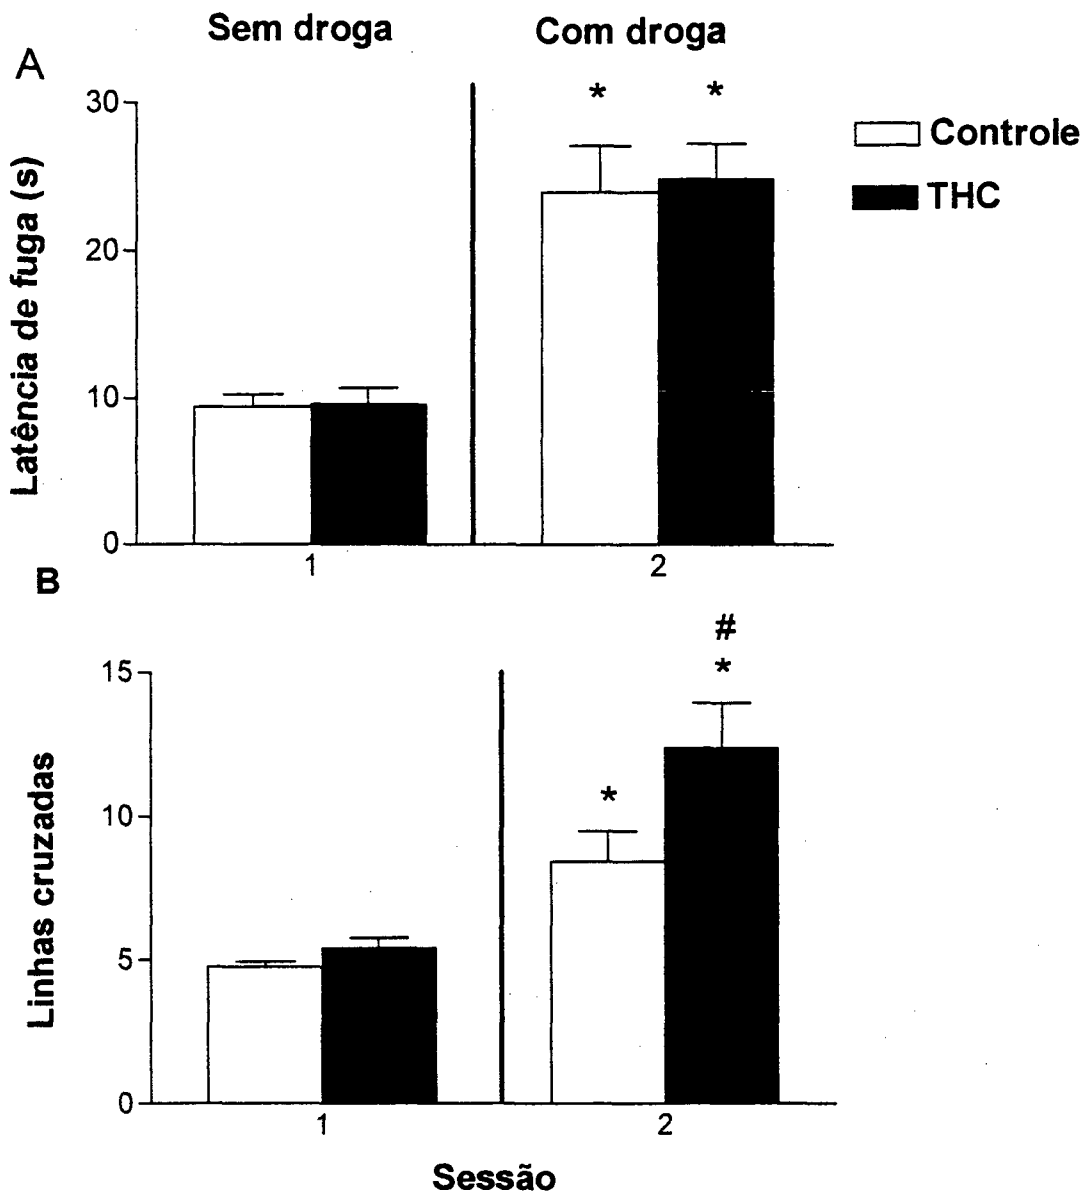 Sem droga
Com droga
A
30
20
10
0
Latência de fuga (s)
*
*
Controle
THC
1
2
B
15
10
5
0
Linhas cruzadas
*
#
*
1
2
Sessão